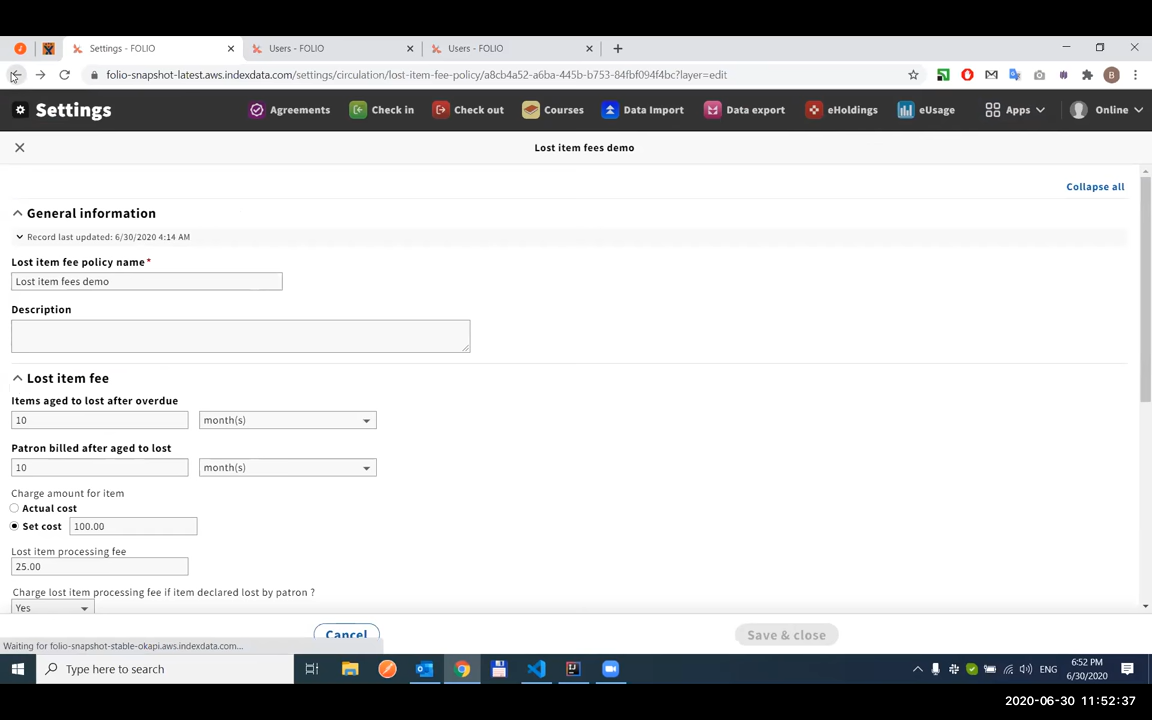 Settings - FOLIO
Users - FOLIO
Users - FOLIO
folio-snapshot-latest.aws.indexdata.com/settings/circulation/lost-item-fee-policy/a8cb4a52-a6ba-445b-b753-84fbf094f4bc?layer=edit
B
Settings
Agreements
Check in
Check out
Courses
Data Import
Data export
eHoldings
eUsage
Apps
Online
Lost item fees demo
Collapse all
General information
Record last updated: 6/30/2020 4:14 AM
Lost item fee policy name*
Lost item fees demo
Description
Lost item fee
Items aged to lost after overdue
10 month(s)
Patron billed after aged to lost
10 month(s)
Charge amount for item
Actual cost
Set cost 100.00
Lost item processing fee
25.00
Charge lost item processing fee if item declared lost by patron ?
Yes
Cancel
Save & close
Waiting for folio-snapshot-stable-okapi.aws.indexdata.com...
Type here to search
ENG
6:52 PM
6/30/2020
2020-06-30 11:52:37